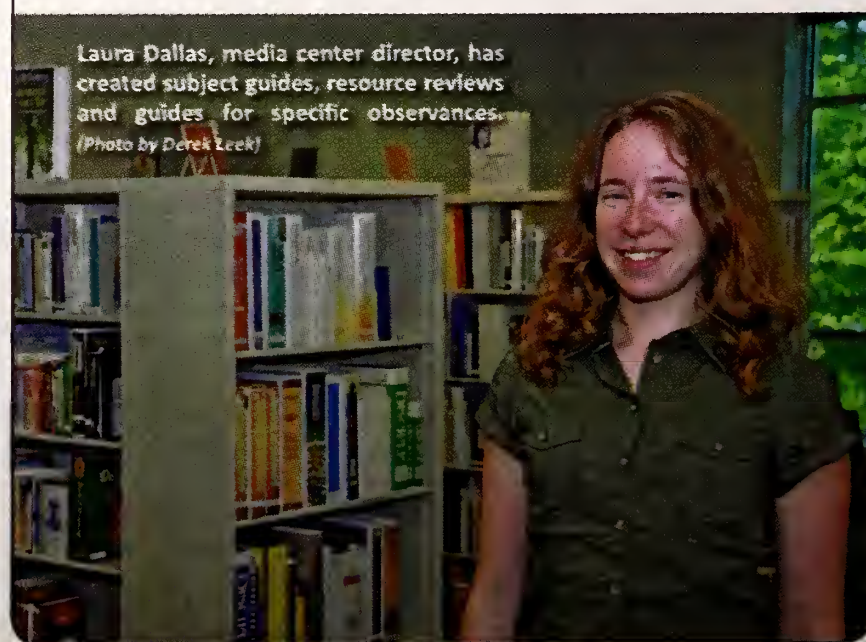 Laura Dallas, media center director, has
created subject guides, resource reviews
and guides for specific observances.
(Photo by Derek Leek)